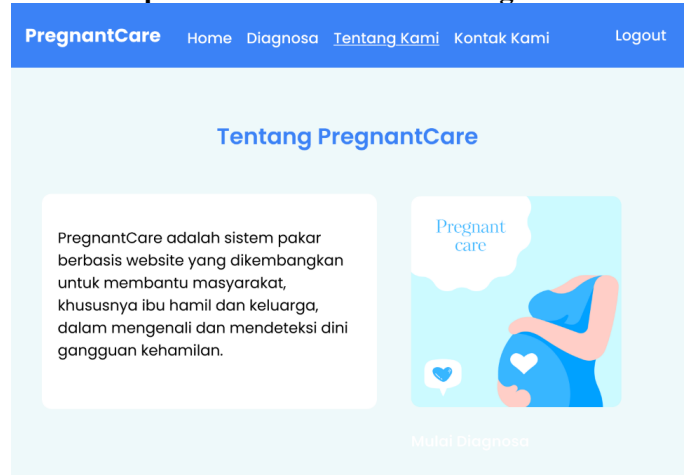 PregnantCare Home Diagnosa Tentang Kami Kontak Kami Logout
Tentang PregnantCare
PregnantCare adalah sistem pakar
berbasis website yang dikembangkan
untuk membantu masyarakat,
khususnya ibu hamil dan keluarga,
dalam mengenali dan mendeteksi dini
gangguan kehamilan.
Pregnant
care
Mulai Diagnosa